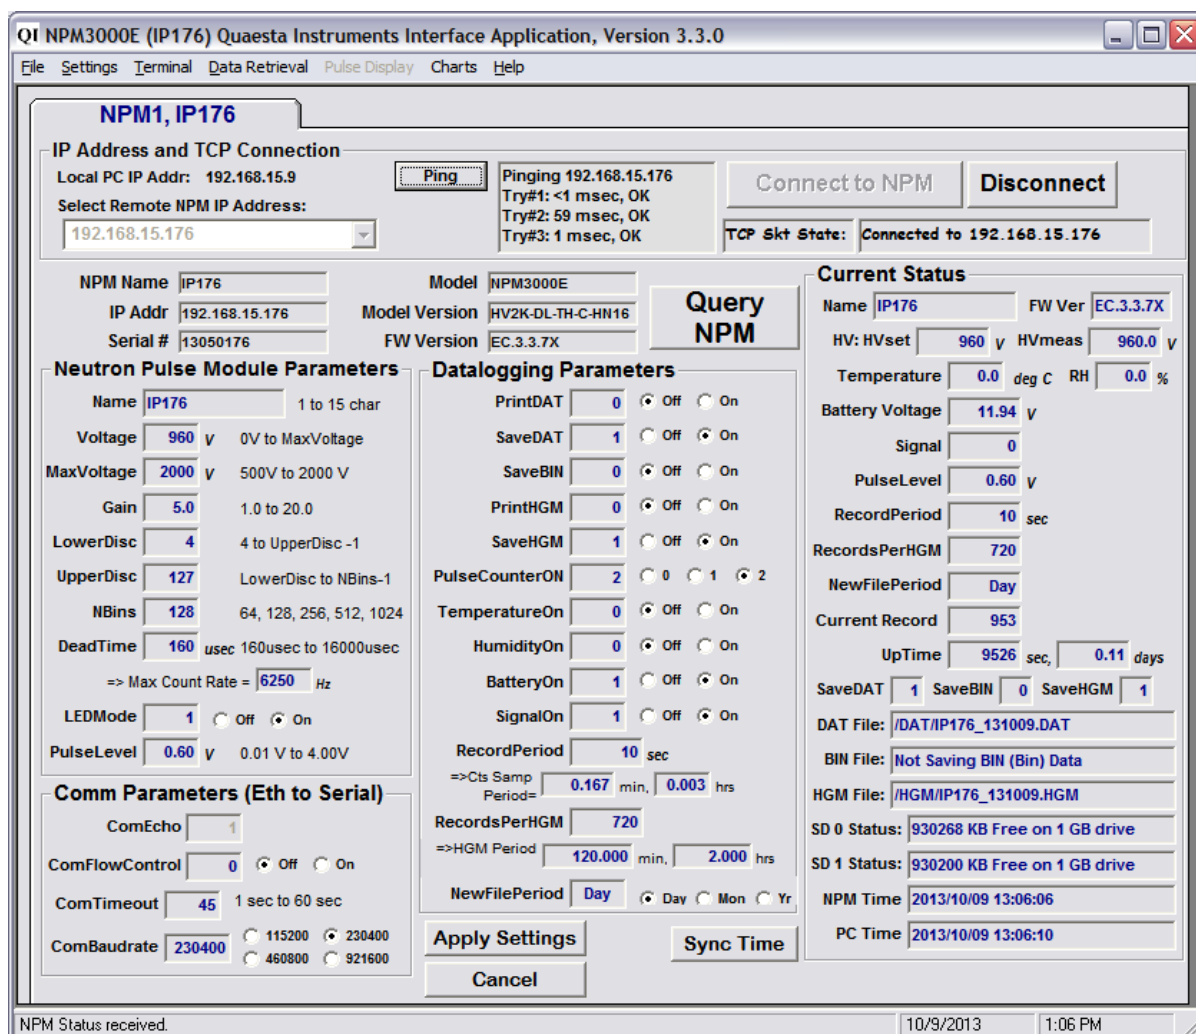 QI NPM3000E (IP176) Quaesta Instruments Interface Application, Version 3.3.0
File Settings Terminal Data Retrieval Pulse Display Charts Help
NPM1, IP176
IP Address and TCP Connection
Local PC IP Addr: 192.168.15.9
Select Remote NPM IP Address:
192.168.15.176
Ping
Pinging 192.168.15.176
Try#1: <1 msec, OK
Try#2: 59 msec, OK
Try#3: 1 msec, OK
Connect to NPM
Disconnect
TCP Skt State: Connected to 192.168.15.176
NPM Name IP176
IP Addr 192.168.15.176
Serial # 13050176
Model NPM3000E
Model Version HV2K-DL-TH-C-HN16
FW Version EC.3.3.7X
Query
NPM
Neutron Pulse Module Parameters
Name IP176 1 to 15 char
Voltage 960 V 0V to MaxVoltage
MaxVoltage 2000 V 500V to 2000 V
Gain 5.0 1.0 to 20.0
LowerDisc 4 4 to UpperDisc -1
UpperDisc 127 LowerDisc to NBins-1
NBins 128 64, 128, 256, 512, 1024
DeadTime 160 usec 160usec to 16000usec
=> Max Count Rate = 6250 Hz
LEDMode 1 Off On
PulseLevel 0.60 V 0.01 V to 4.00V
Comm Parameters (Eth to Serial)
ComEcho 1
ComFlowControl 0 Off On
ComTimeout 45 1 sec to 60 sec
ComBaudrate 230400 115200 230400
460800 921600
Datalogging Parameters
PrintDAT 0 Off On
SaveDAT 1 Off On
SaveBIN 0 Off On
PrintHGM 0 Off On
SaveHGM 1 Off On
PulseCounterON 2 0 1 2
TemperatureOn 0 Off On
HumidityOn 0 Off On
BatteryOn 1 Off On
SignalOn 1 Off On
RecordPeriod 10 sec
=>Cts Samp
Period= 0.167 min, 0.003 hrs
RecordsPerHGM 720
=>HGM Period 120.000 min, 2.000 hrs
NewFilePeriod Day Day Mon Yr
Apply Settings
Sync Time
Cancel
Current Status
Name IP176 FW Ver EC.3.3.7X
HV: HVset 960 V HVmeas 960.0 V
Temperature 0.0 deg C RH 0.0 %
Battery Voltage 11.94 V
Signal 0
PulseLevel 0.60 V
RecordPeriod 10 sec
RecordsPerHGM 720
NewFilePeriod Day
Current Record 953
UpTime 9526 sec, 0.11 days
SaveDAT 1 SaveBIN 0 SaveHGM 1
DAT File: /DAT/IP176_131009.DAT
BIN File: Not Saving BIN (Bin) Data
HGM File: /HGM/IP176_131009.HGM
SD 0 Status: 930268 KB Free on 1 GB drive
SD 1 Status: 930200 KB Free on 1 GB drive
NPM Time 2013/10/09 13:06:06
PC Time 2013/10/09 13:06:10
NPM Status received. 10/9/2013 1:06 PM